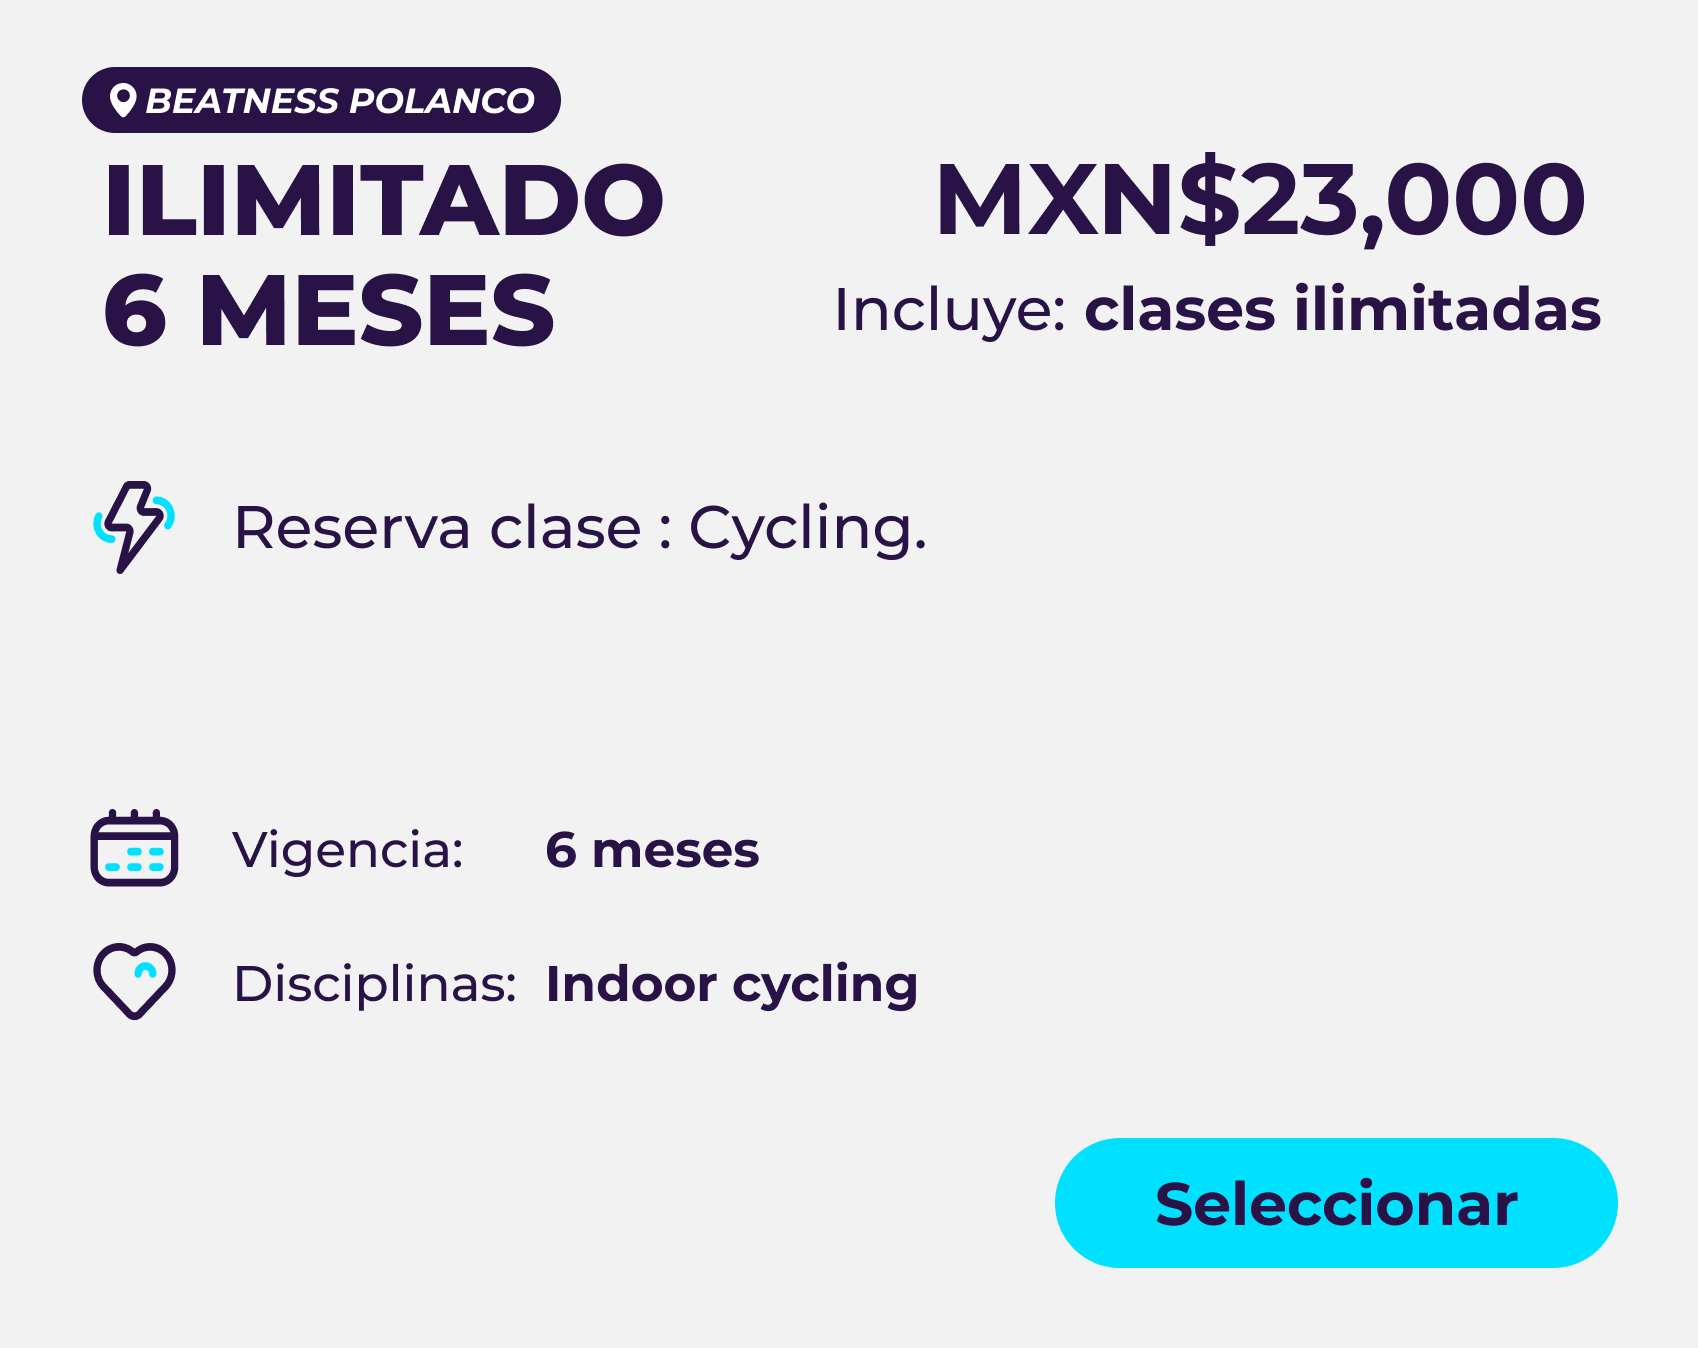 BEATNESS POLANCO
ILIMITADO
6 MESES
MXN$23,000
Incluye: clases ilimitadas
Reserva clase : Cycling.
Vigencia: 6 meses
Disciplinas: Indoor cycling
Seleccionar